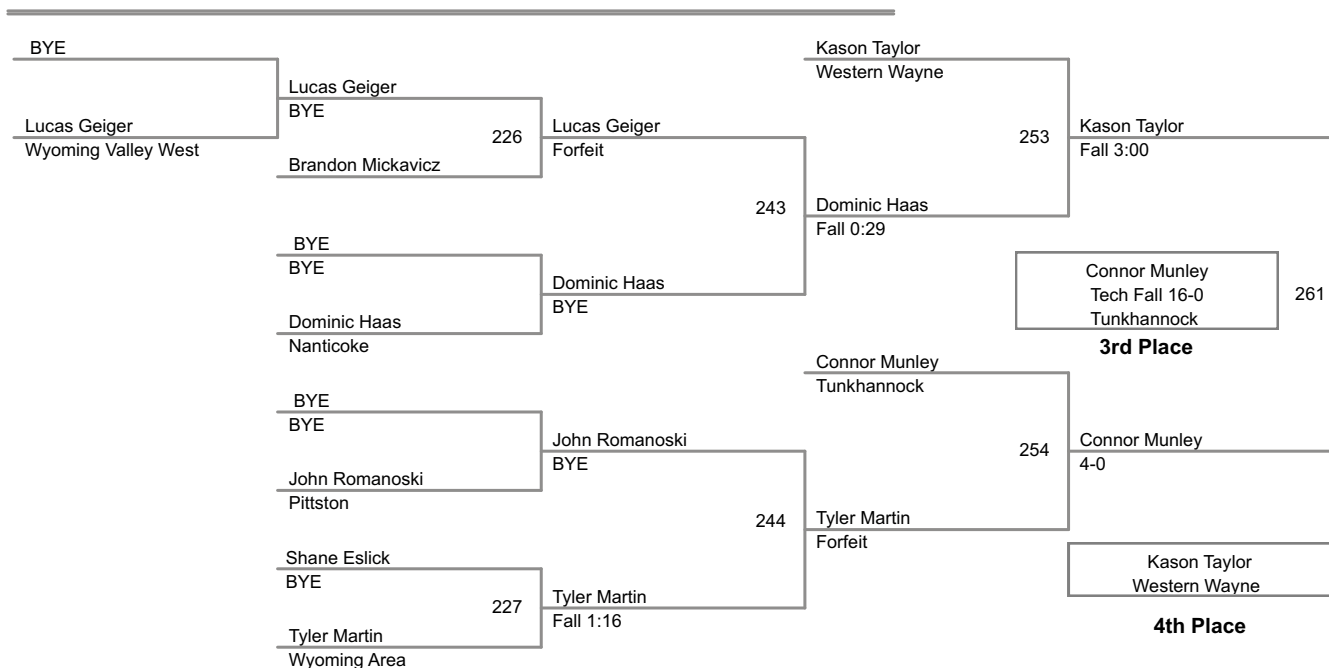 BYE
Kason Taylor
Western Wayne
Lucas Geiger
BYE
Lucas Geiger
Wyoming Valley West
226
Lucas Geiger
Forfeit
253
Kason Taylor
Fall 3:00
Brandon Mickavicz
243
Dominic Haas
Fall 0:29
BYE
BYE
Dominic Haas
BYE
Connor Munley
Tech Fall 16-0
Tunkhannock
261
3rd Place
Dominic Haas
Nanticoke
Connor Munley
Tunkhannock
BYE
BYE
John Romanoski
BYE
254
Connor Munley
4-0
John Romanoski
Pittston
244
Tyler Martin
Forfeit
Shane Eslick
BYE
Kason Taylor
Western Wayne
227
Tyler Martin
Fall 1:16
4th Place
Tyler Martin
Wyoming Area